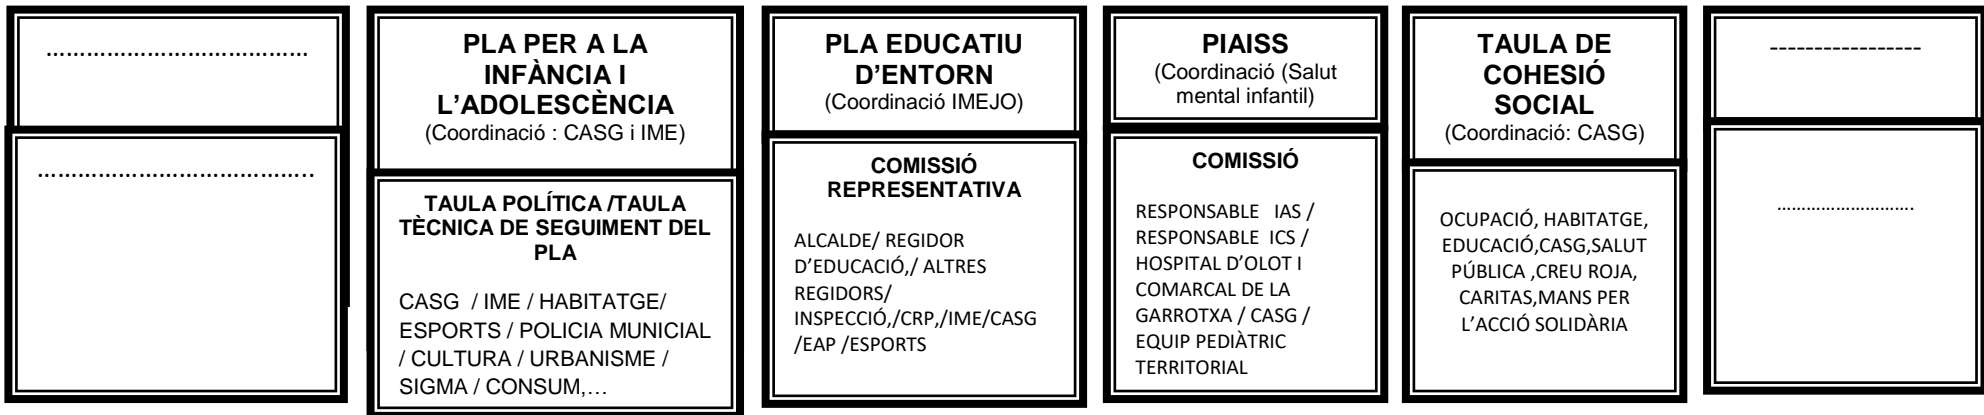 …………………………………
…………………………………..
PLA PER A LA
INFÀNCIA I
L’ADOLESCÈNCIA
(Coordinació : CASG i IME)
TAULA POLÍTICA /TAULA
TÈCNICA DE SEGUIMENT DEL
PLA
CASG / IME / HABITATGE/
ESPORTS / POLICIA MUNICIAL
/ CULTURA / URBANISME /
SIGMA / CONSUM,…
PLA EDUCATIU
D’ENTORN
(Coordinació IMEJO)
COMISSIÓ
REPRESENTATIVA
ALCALDE/ REGIDOR
D’EDUCACIÓ,/ ALTRES
REGIDORS/
INSPECCIÓ,/CRP,/IME/CASG
/EAP /ESPORTS
PIAISS
(Coordinació (Salut
mental infantil)
COMISSIÓ
RESPONSABLE IAS /
RESPONSABLE ICS /
HOSPITAL D’OLOT I
COMARCAL DE LA
GARROTXA / CASG /
EQUIP PEDIÀTRIC
TERRITORIAL
TAULA DE
COHESIÓ
SOCIAL
(Coordinació: CASG)
OCUPACIÓ, HABITATGE,
EDUCACIÓ,CASG,SALUT
PÚBLICA ,CREU ROJA,
CARITAS,MANS PER
L’ACCIÓ SOLIDÀRIA
-----------------
……………………….